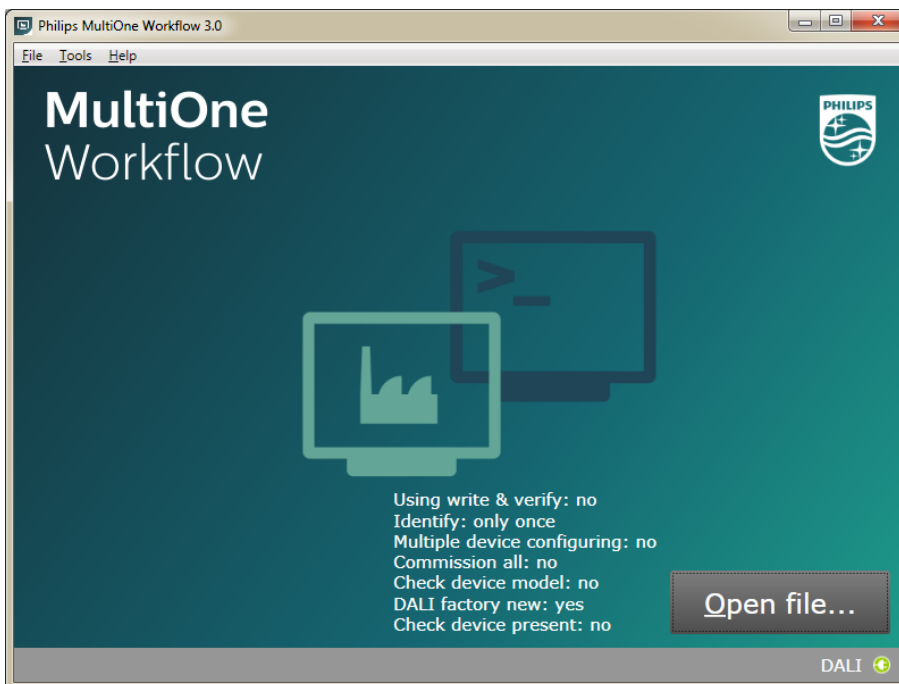 Philips MultiOne Workflow 3.0
File Tools Help
MultiOne
Workflow
PHILIPS
>_
Using write & verify: no
Identify: only once
Multiple device configuring: no
Commission all: no
Check device model: no
DALI factory new: yes
Check device present: no
Open file...
DALI